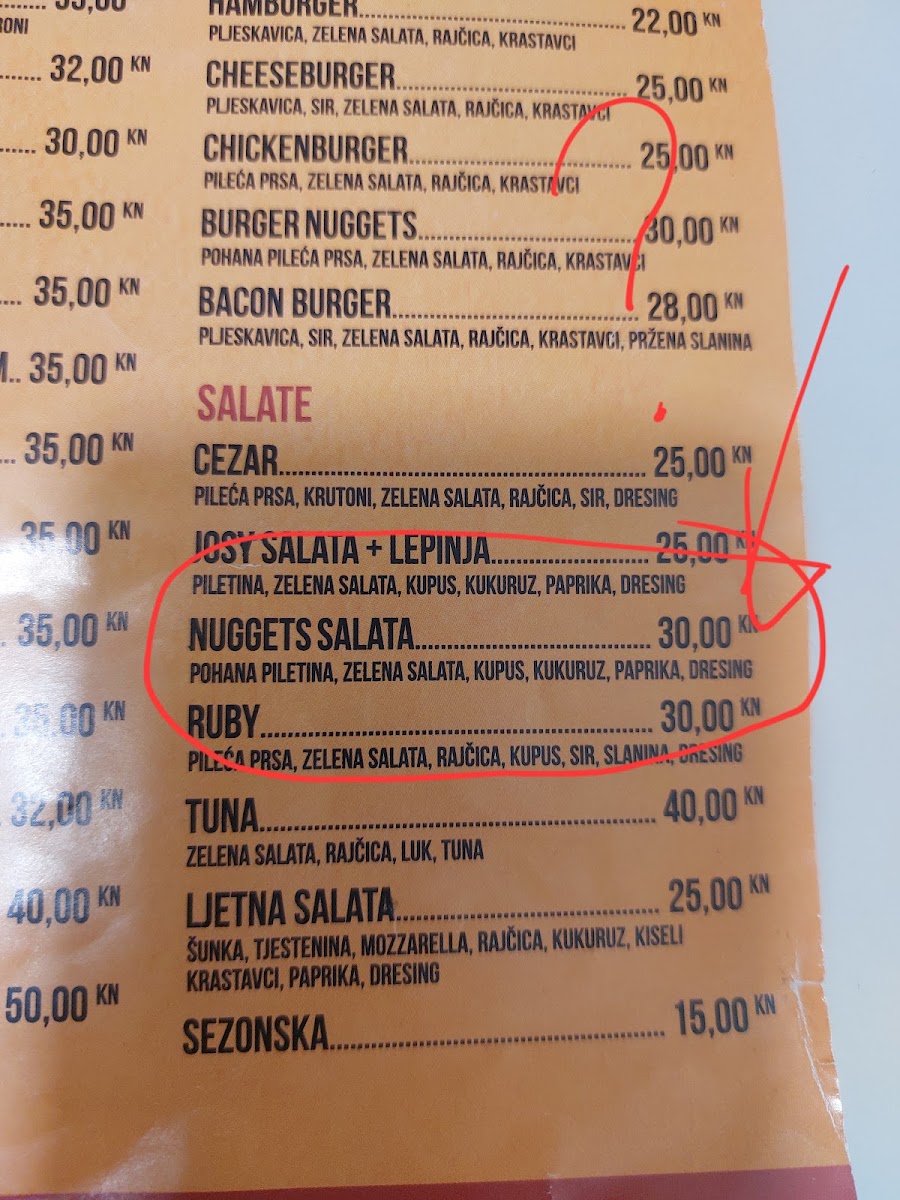 RONI
32,00 KN
30,00 KN
35,00 KN
35,00 KN
M.. 35,00 KN
35,00 KN
35,00 KN
35,00 KN
35,00 KN
32,00 KN
40,00 KN
50,00 KN
HAMBURGER 22,00 KN
PLJESKAVICA, ZELENA SALATA, RAJČICA, KRASTAVCI
CHEESEBURGER 25,00 KN
PLJESKAVICA, SIR, ZELENA SALATA, RAJČICA, KRASTAVCI
CHICKENBURGER 25,00 KN
PILEĆA PRSA, ZELENA SALATA, RAJČICA, KRASTAVCI
BURGER NUGGETS 30,00 KN
POHANA PILEĆA PRSA, ZELENA SALATA, RAJČICA, KRASTAVCI
BACON BURGER 28,00 KN
PLJESKAVICA, SIR, ZELENA SALATA, RAJČICA, KRASTAVCI, PRŽENA SLANINA
?
SALATE
CEZAR 25,00 KN
PILEĆA PRSA, KRUTONI, ZELENA SALATA, RAJČICA, SIR, DRESING
JOSY SALATA + LEPINJA 25,00 KN
PILETINA, ZELENA SALATA, KUPUS, KUKURUZ, PAPRIKA, DRESING
NUGGETS SALATA 30,00 KN
POHANA PILETINA, ZELENA SALATA, KUPUS, KUKURUZ, PAPRIKA, DRESING
RUBY 30,00 KN
PILEĆA PRSA, ZELENA SALATA, RAJČICA, KUPUS, SIR, SLANINA, DRESING
TUNA 40,00 KN
ZELENA SALATA, RAJČICA, LUK, TUNA
LJETNA SALATA 25,00 KN
ŠUNKA, TJESTENINA, MOZZARELLA, RAJČICA, KUKURUZ, KISELI
KRASTAVCI, PAPRIKA, DRESING
SEZONSKA 15,00 KN